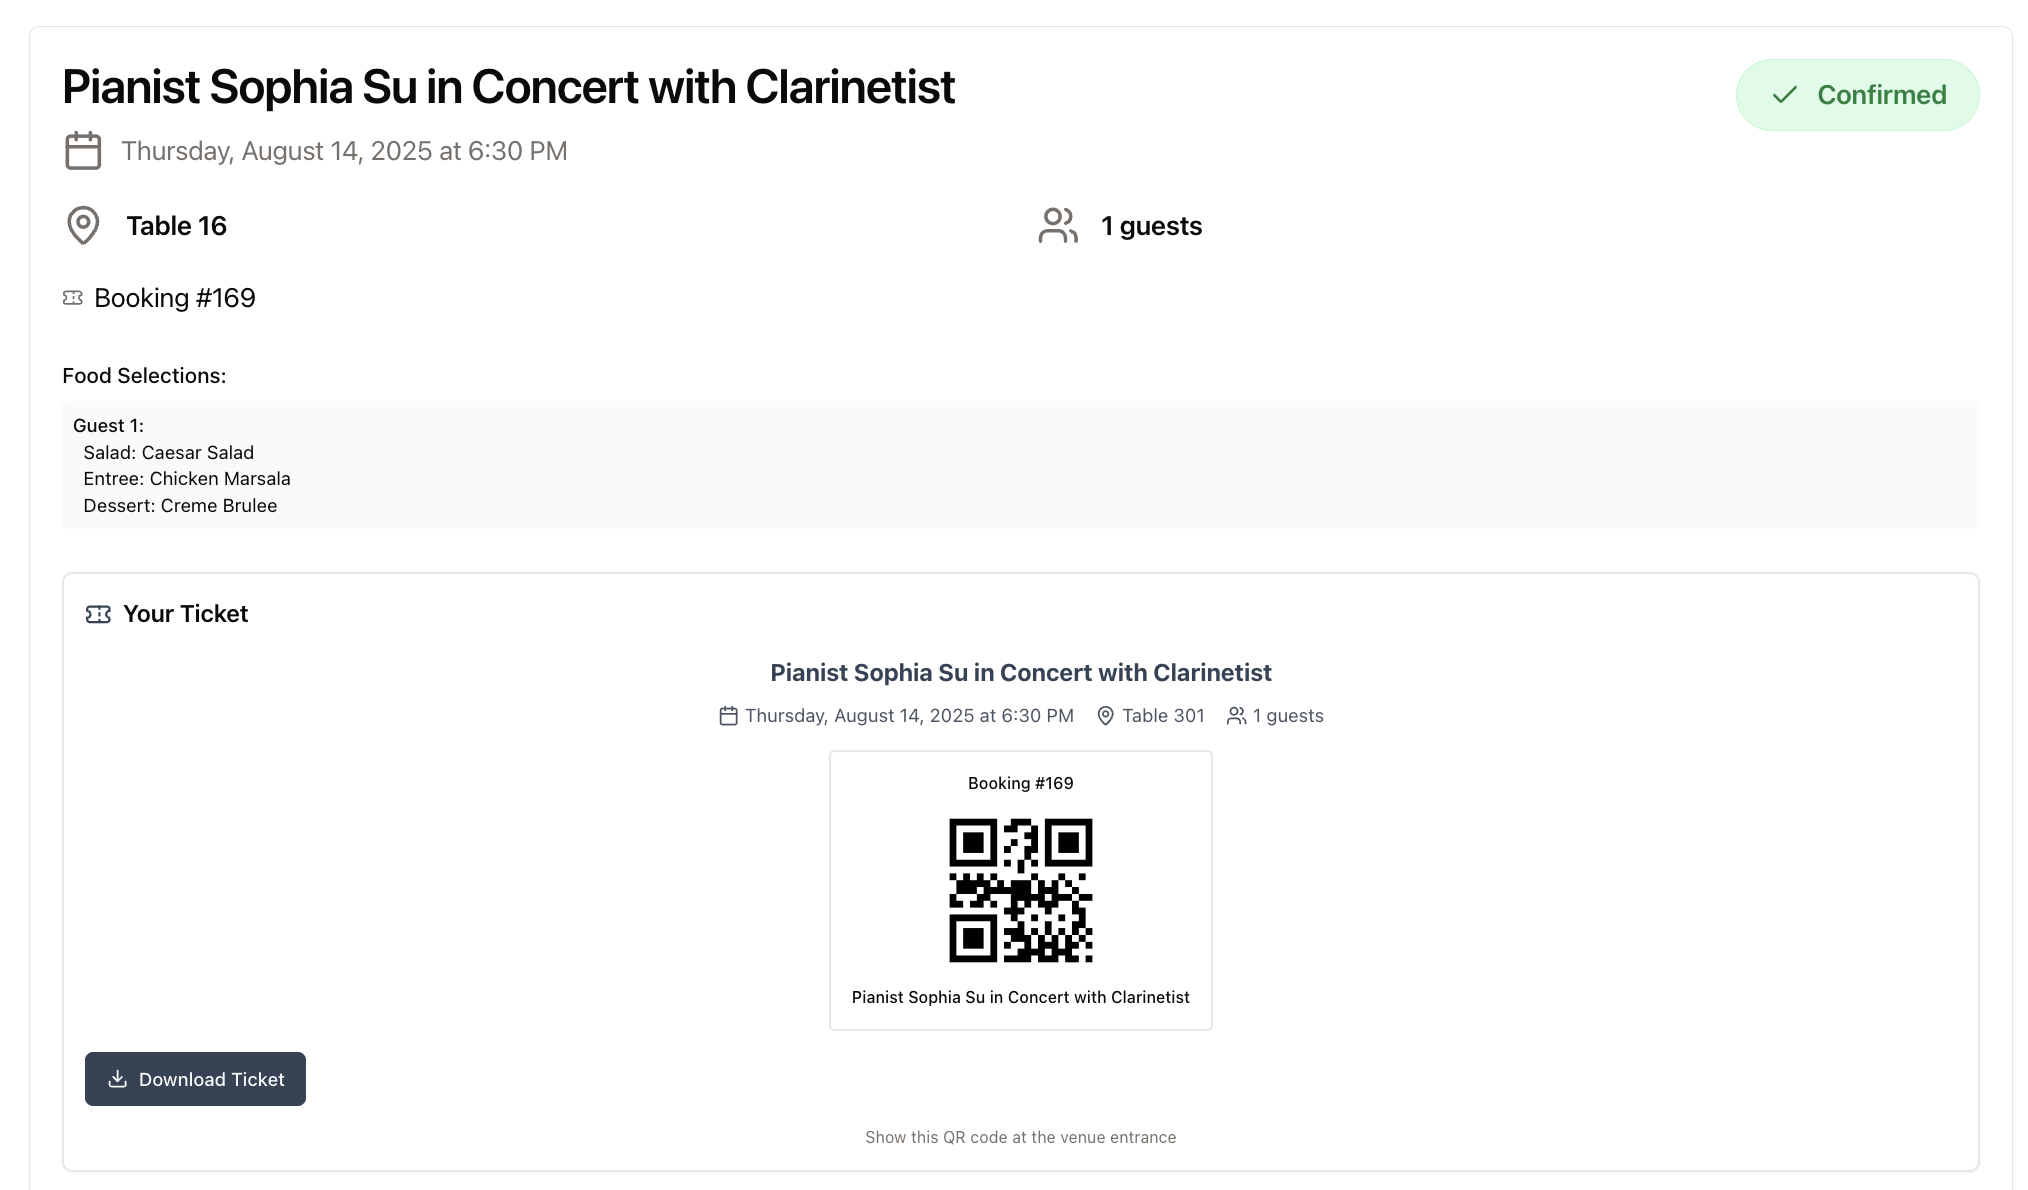 Pianist Sophia Su in Concert with Clarinetist
Confirmed
Thursday, August 14, 2025 at 6:30 PM
Table 16
1 guests
Booking #169
Food Selections:
Guest 1:
Salad: Caesar Salad
Entree: Chicken Marsala
Dessert: Creme Brulee
Your Ticket
Pianist Sophia Su in Concert with Clarinetist
Thursday, August 14, 2025 at 6:30 PM Table 301 1 guests
Booking #169
Pianist Sophia Su in Concert with Clarinetist
Download Ticket
Show this QR code at the venue entrance